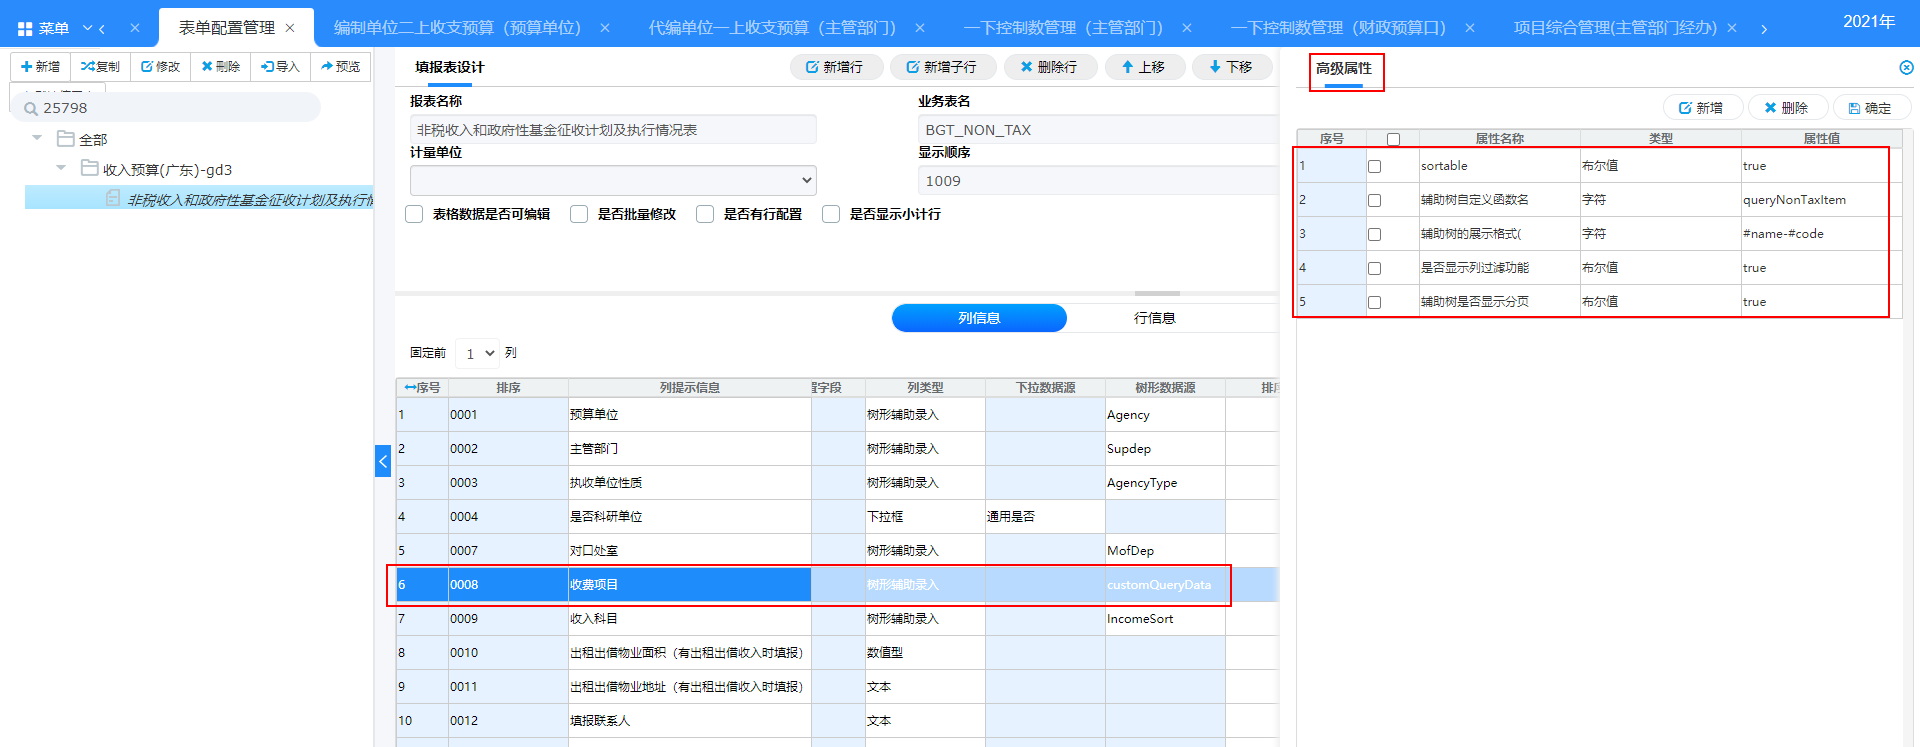 菜单
表单配置管理
编制单位二上收支预算（预算单位）
代编单位一上收支预算（主管部门）
一下控制数管理（主管部门）
一下控制数管理（财政预算口）
项目综合管理(主管部门经办)
2021年
新增 复制 修改 删除 导入 预览
25798
全部
收入预算(广东)-gd3
非税收入和政府性基金征收计划及执行情
填报表设计
新增行 新增子行 删除行 上移 下移
报表名称 业务表名
非税收入和政府性基金征收计划及执行情况表 BGT_NON_TAX
计量单位 显示顺序
1009
表格数据是否可编辑 是否批量修改 是否有行配置 是否显示小计行
列信息 行信息
固定前 1 列
序号 排序 列提示信息 置字段 列类型 下拉数据源 树形数据源 排序
1 0001 预算单位 树形辅助录入 Agency
2 0002 主管部门 树形辅助录入 Supdep
3 0003 执收单位性质 树形辅助录入 AgencyType
4 0004 是否科研单位 下拉框 通用是否
5 0007 对口处室 树形辅助录入 MofDep
6 0008 收费项目 树形辅助录入 customQueryData
7 0009 收入科目 树形辅助录入 IncomeSort
8 0010 出租出借物业面积（有出租出借收入时填报） 数值型
9 0011 出租出借物业地址（有出租出借收入时填报） 文本
10 0012 填报联系人 文本
高级属性
新增 删除 确定
序号 属性名称 类型 属性值
1 sortable 布尔值 true
2 辅助树自定义函数名 字符 queryNonTaxItem
3 辅助树的展示格式( 字符 #name-#code
4 是否显示列过滤功能 布尔值 true
5 辅助树是否显示分页 布尔值 true